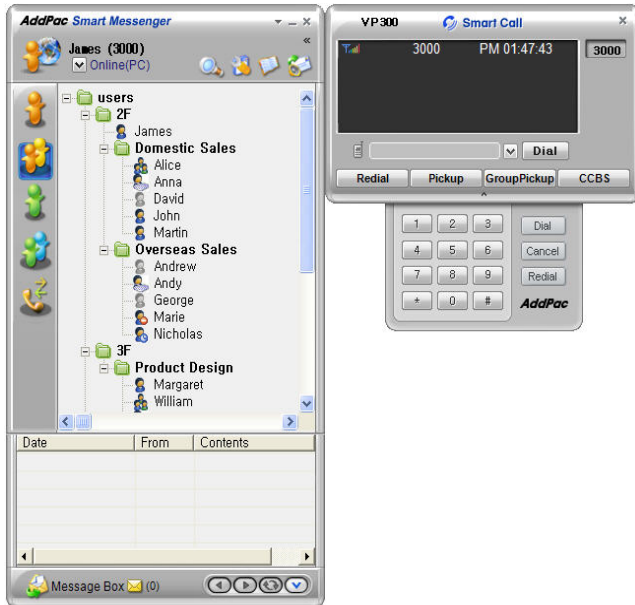 AddPac Smart Messenger
James (3000)
Online(PC)
users
2F
James
Domestic Sales
Alice
Anna
David
John
Martin
Overseas Sales
Andrew
Andy
George
Marie
Nicholas
3F
Product Design
Margaret
William
Date From Contents
Message Box (0)
VP300 Smart Call
3000 PM 01:47:43 3000
Dial
Redial Pickup GroupPickup CCBS
1 2 3 Dial
4 5 6 Cancel
7 8 9 Redial
* 0 # AddPac